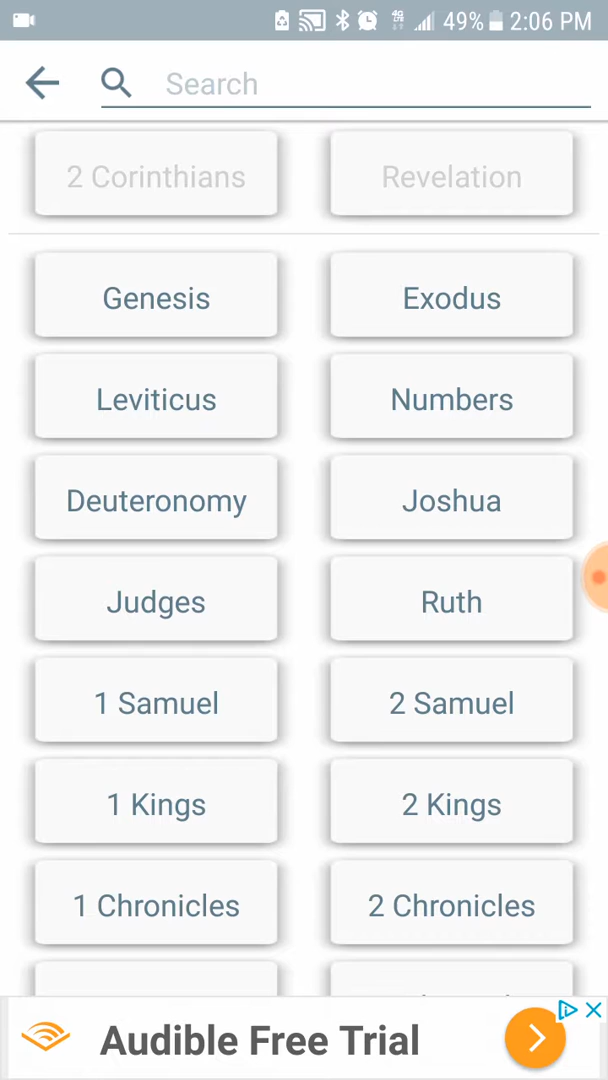 49% 2:06 PM
Search
2 Corinthians Revelation
Genesis Exodus
Leviticus Numbers
Deuteronomy Joshua
Judges Ruth
1 Samuel 2 Samuel
1 Kings 2 Kings
1 Chronicles 2 Chronicles
Audible Free Trial